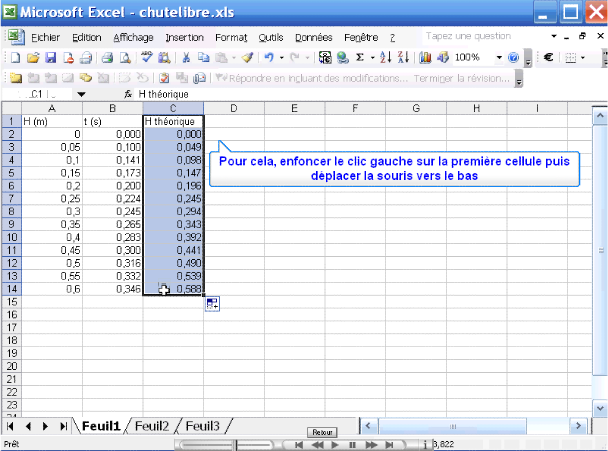 Microsoft Excel - chutelibre.xls
Fichier Edition Affichage Insertion Format Outils Données Fenêtre ? Tapez une question
Σ 100% €
Répondre en incluant des modifications... Terminer la révision...
C1 fx H théorique
A B C D E F G H I
1 H (m) t (s) H théorique
2 0 0,000 0,000
3 0,05 0,100 0,049
4 0,1 0,141 0,098
5 0,15 0,173 0,147
6 0,2 0,200 0,196
7 0,25 0,224 0,245
8 0,3 0,245 0,294
9 0,35 0,265 0,343
10 0,4 0,283 0,392
11 0,45 0,300 0,441
12 0,5 0,316 0,490
13 0,55 0,332 0,539
14 0,6 0,346 0,588
Pour cela, enfoncer le clic gauche sur la première cellule puis
déplacer la souris vers le bas
15
16
17
18
19
20
21
22
23
Feuil1 Feuil2 Feuil3
Retour
Prêt
3,822